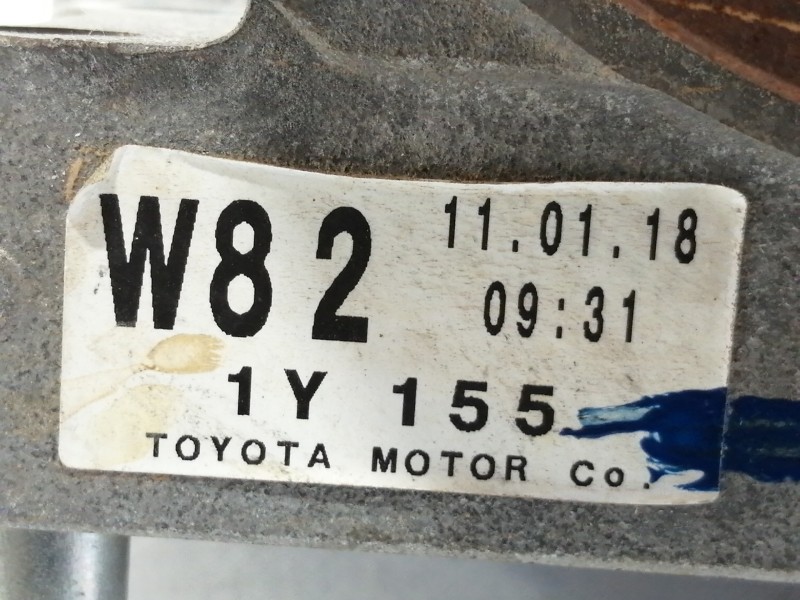 W82 11.01.18
09:31
1Y 155
TOYOTA MOTOR Co.